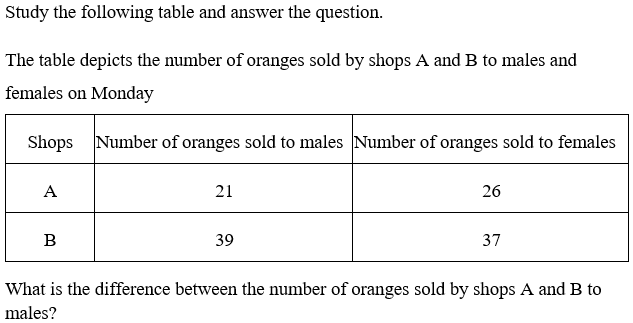 Study the following table and answer the question.
The table depicts the number of oranges sold by shops A and B to males and
females on Monday
Shops Number of oranges sold to males Number of oranges sold to females
A 21 26
B 39 37
What is the difference between the number of oranges sold by shops A and B to
males?